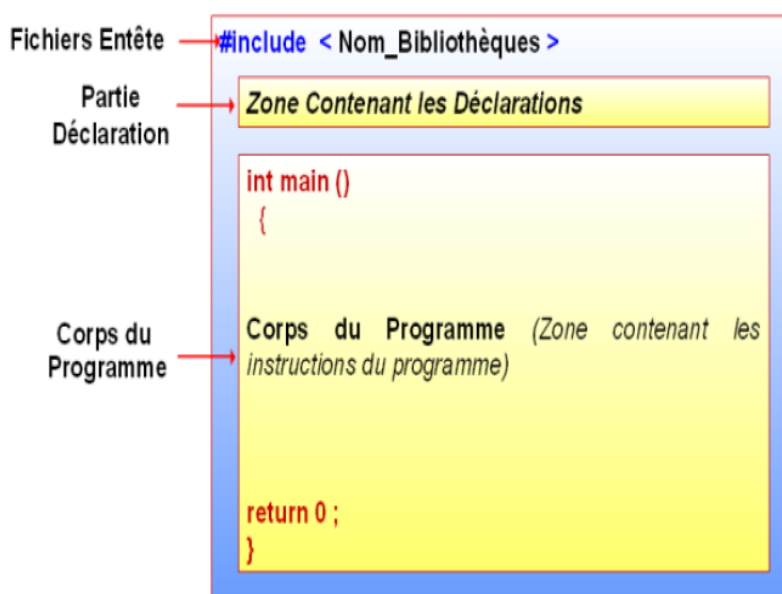 Fichiers Entête
#include < Nom_Bibliothèques >
Partie
Déclaration
Zone Contenant les Déclarations
int main ()
{
Corps du
Programme
Corps du Programme (Zone contenant les
instructions du programme)
return 0 ;
}